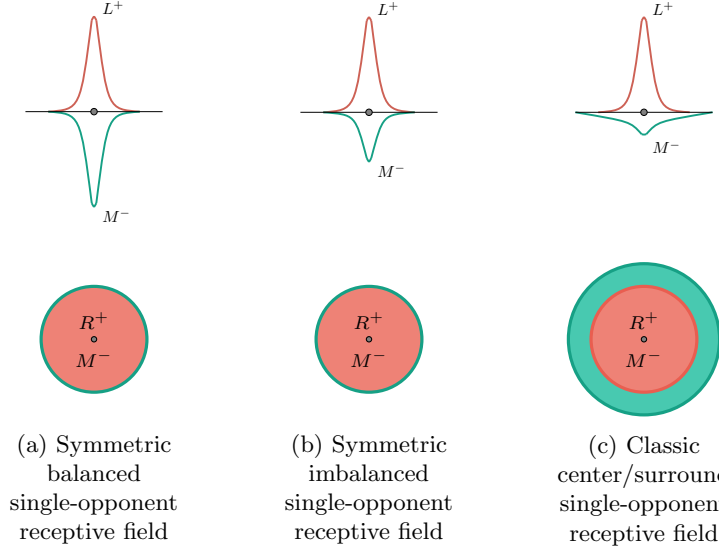 L⁺
M⁻
L⁺
M⁻
L⁺
M⁻
R⁺
M⁻
R⁺
M⁻
R⁺
M⁻
(a) Symmetric
balanced
single-opponent
receptive field
(b) Symmetric
imbalanced
single-opponent
receptive field
(c) Classic
center/surroun
single-opponen
receptive field